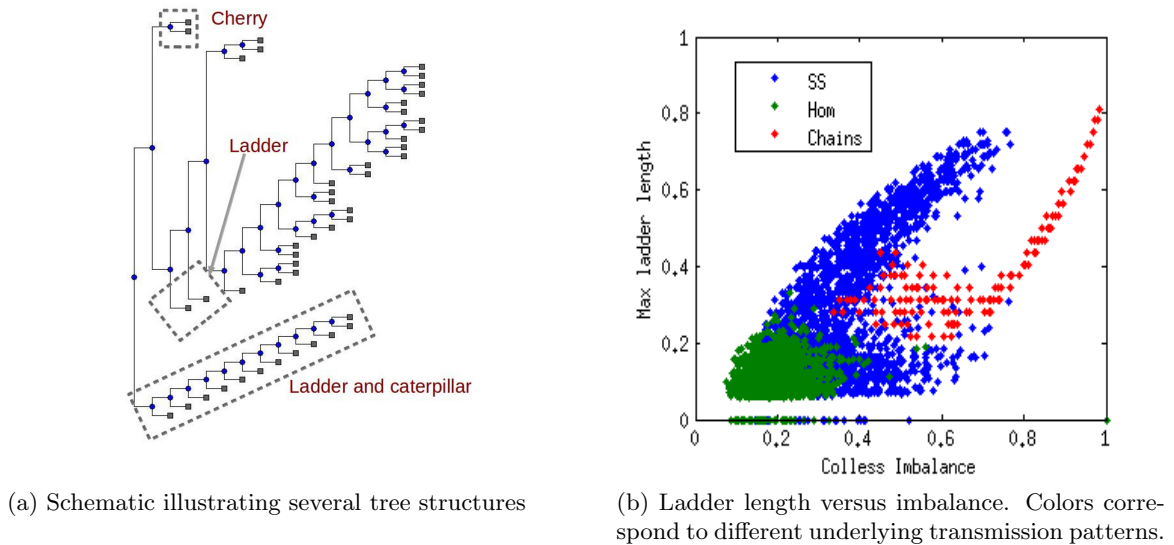 Cherry
Ladder
Ladder and caterpillar
(a) Schematic illustrating several tree structures
1
0.8
0.6
0.4
0.2
0
Max ladder length
SS
Hom
Chains
0 0.2 0.4 0.6 0.8 1
Colless Imbalance
(b) Ladder length versus imbalance. Colors corre-
spond to different underlying transmission patterns.